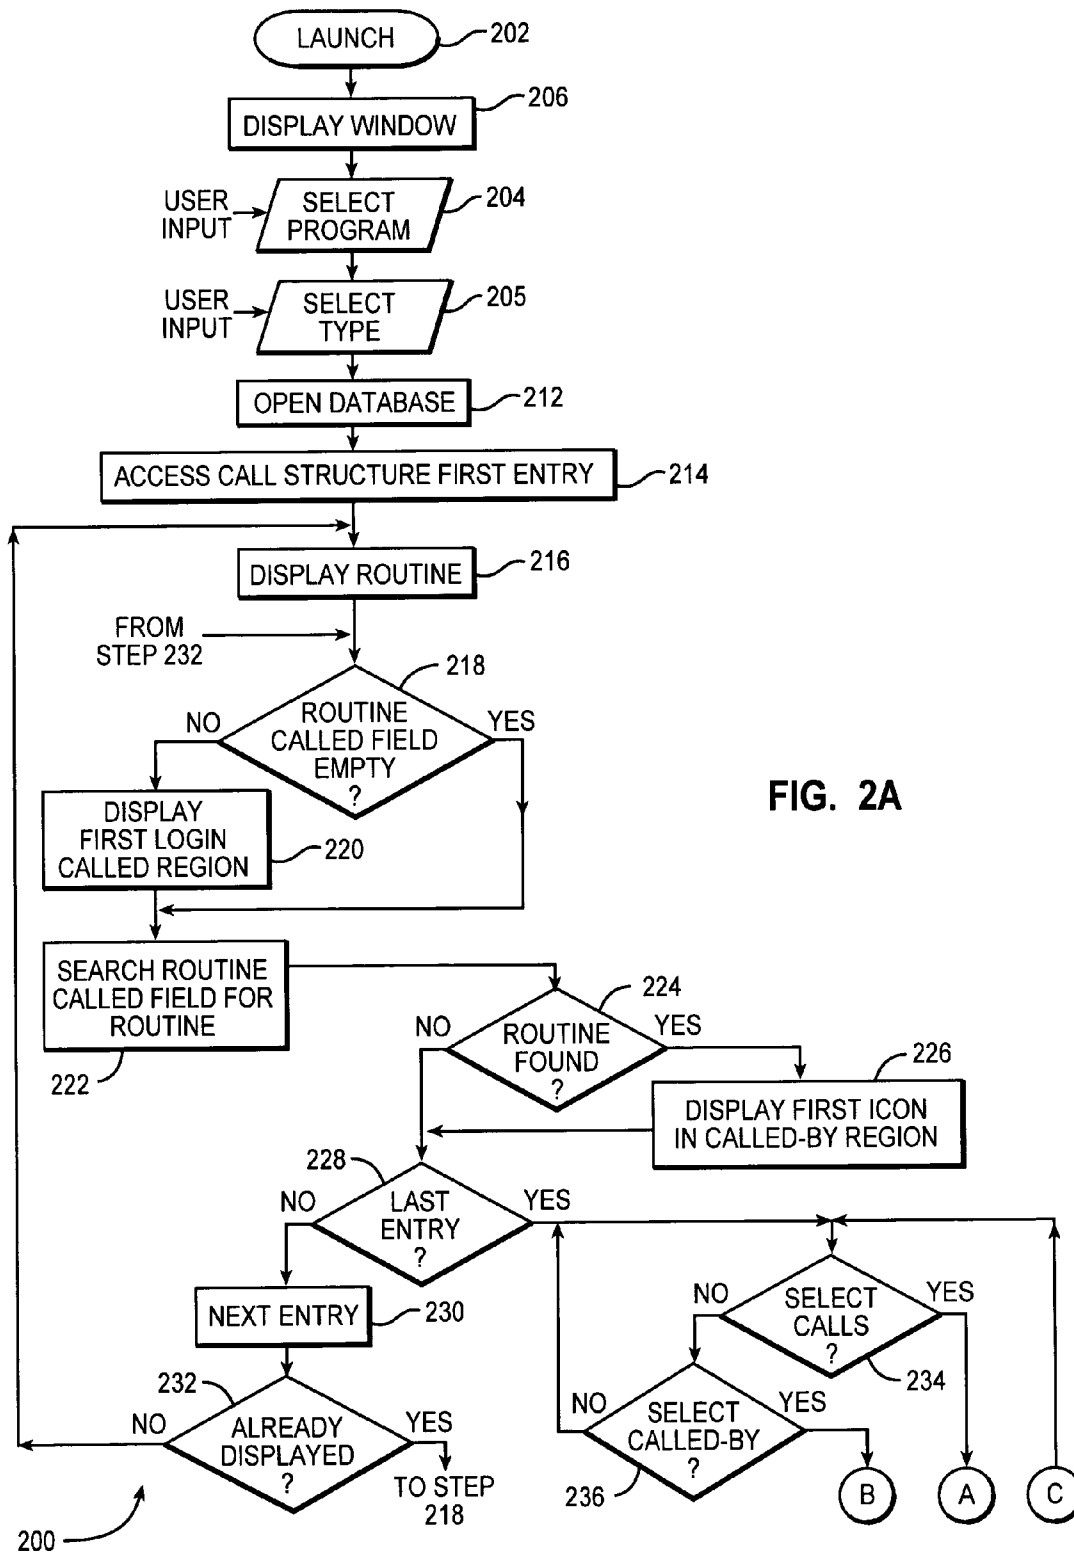 LAUNCH
202
206
DISPLAY WINDOW
204
USER
INPUT
SELECT
PROGRAM
205
USER
INPUT
SELECT
TYPE
OPEN DATABASE
212
ACCESS CALL STRUCTURE FIRST ENTRY
214
DISPLAY ROUTINE
216
FROM
STEP 232
218
NO
YES
ROUTINE
CALLED FIELD
EMPTY
?
FIG. 2A
DISPLAY
FIRST LOGIN
CALLED REGION
220
SEARCH ROUTINE
CALLED FIELD FOR
ROUTINE
222
224
NO
YES
ROUTINE
FOUND
?
226
DISPLAY FIRST ICON
IN CALLED-BY REGION
228
NO
YES
LAST
ENTRY
?
NEXT ENTRY
230
NO
YES
SELECT
CALLS
?
234
232
NO
YES
ALREADY
DISPLAYED
?
TO STEP
218
NO
YES
SELECT
CALLED-BY
?
236
B
A
C
200